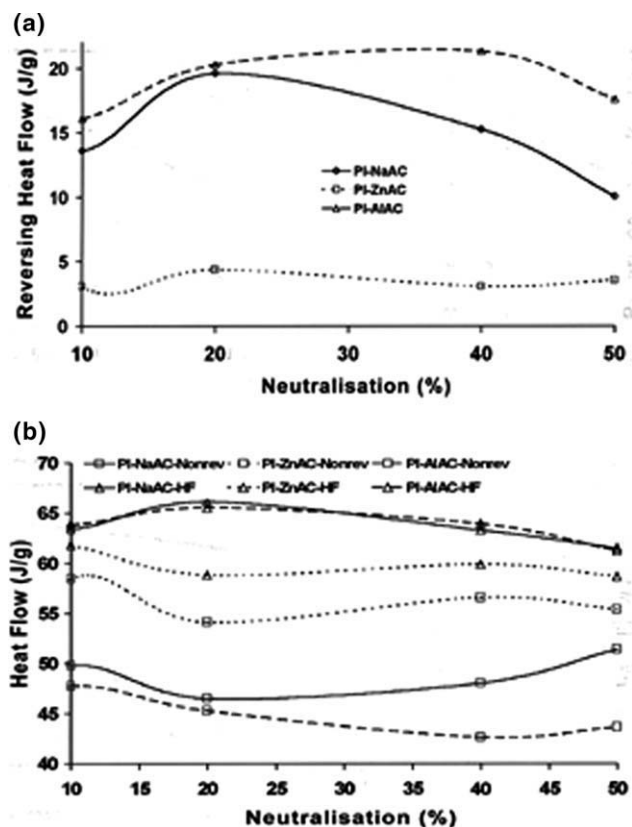 (a)
Reversing Heat Flow (J/g)
20
15
10
5
0
PI-NaAC
PI-ZnAC
PI-AlAC
10 20 30 40 50
Neutralisation (%)
(b)
PI-NaAC-Nonrev PI-ZnAC-Nonrev PI-AlAC-Nonrev
PI-NaAC-HF PI-ZnAC-HF PI-AlAC-HF
Heat Flow (J/g)
70
65
60
55
50
45
40
10 15 20 25 30 35 40 45 50
Neutralisation (%)